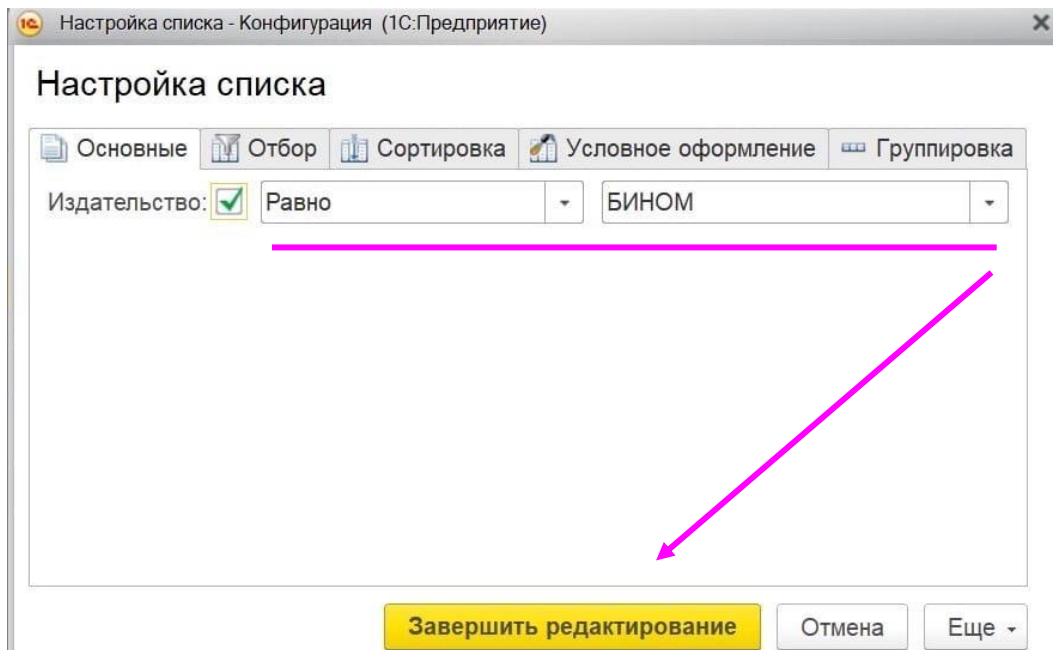 1С Настройка списка - Конфигурация (1С:Предприятие)
Настройка списка
Основные Отбор Сортировка Условное оформление Группировка
Издательство: Равно БИНОМ
Завершить редактирование Отмена Еще